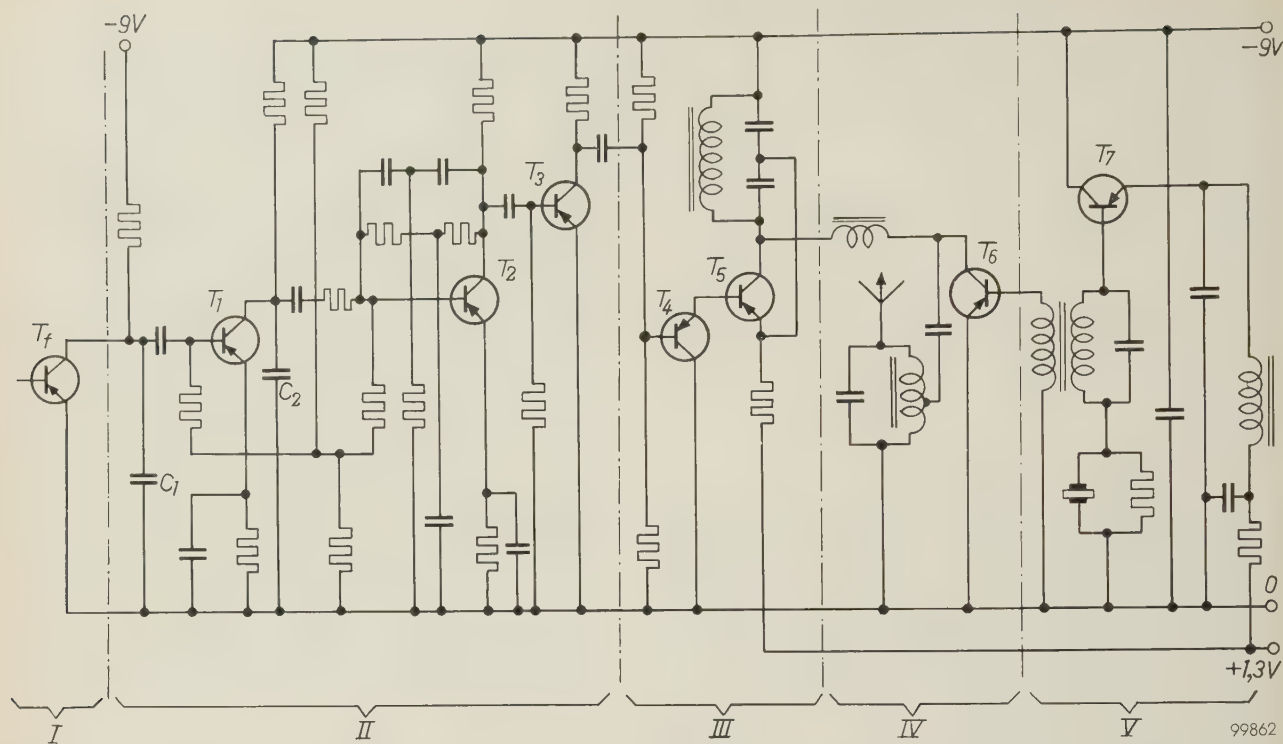 -9V
-9V
T7
T3
T2
T6
T5
T4
T1
Tf
C2
C1
0
+1,3V
I
II
III
IV
V
99862